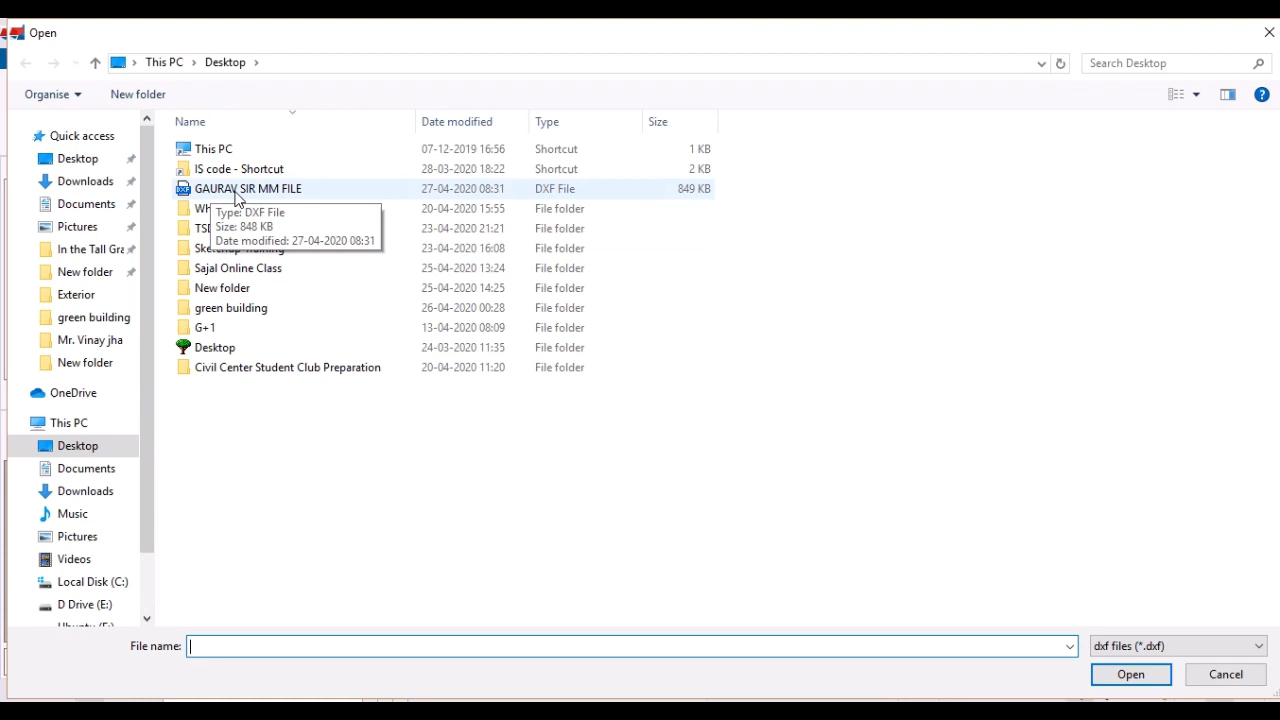 Open
This PC > Desktop >
Search Desktop
Organise
New folder
Name Date modified Type Size
This PC 07-12-2019 16:56 Shortcut 1 KB
IS code - Shortcut 28-03-2020 18:22 Shortcut 2 KB
GAURAV SIR MM FILE 27-04-2020 08:31 DXF File 849 KB
20-04-2020 15:55 File folder
23-04-2020 21:21 File folder
23-04-2020 16:08 File folder
Sajal Online Class 25-04-2020 13:24 File folder
New folder 25-04-2020 14:25 File folder
green building 26-04-2020 00:28 File folder
G+1 13-04-2020 08:09 File folder
Desktop 24-03-2020 11:35 File folder
Civil Center Student Club Preparation 20-04-2020 11:20 File folder
Type: DXF File
Size: 848 KB
Date modified: 27-04-2020 08:31
Quick access
Desktop
Downloads
Documents
Pictures
In the Tall Gra
New folder
Exterior
green building
Mr. Vinay jha
New folder
OneDrive
This PC
Desktop
Documents
Downloads
Music
Pictures
Videos
Local Disk (C:)
D Drive (E:)
File name:
dxf files (*.dxf)
Open
Cancel